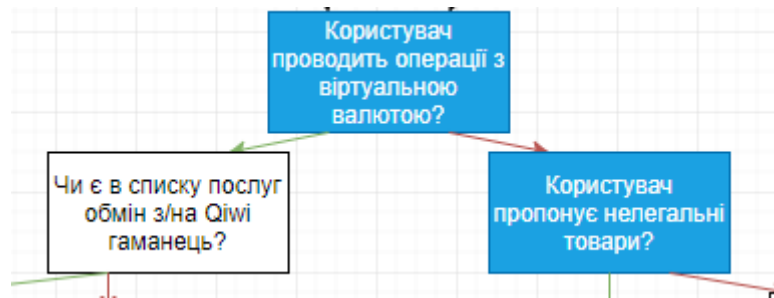 Користувач
проводить операції з
віртуальною
валютою?
Чи є в списку послуг
обмін з/на Qiwi
гаманець?
Користувач
пропонує нелегальні
товари?